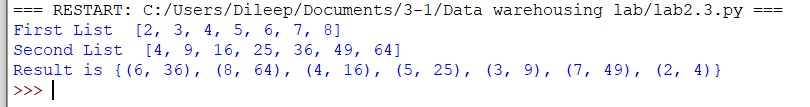 === RESTART: C:/Users/Dileep/Documents/3-1/Data warehousing lab/lab2.3.py ===
First List  [2, 3, 4, 5, 6, 7, 8]
Second List  [4, 9, 16, 25, 36, 49, 64]
Result is {(6, 36), (8, 64), (4, 16), (5, 25), (3, 9), (7, 49), (2, 4)}
>>>